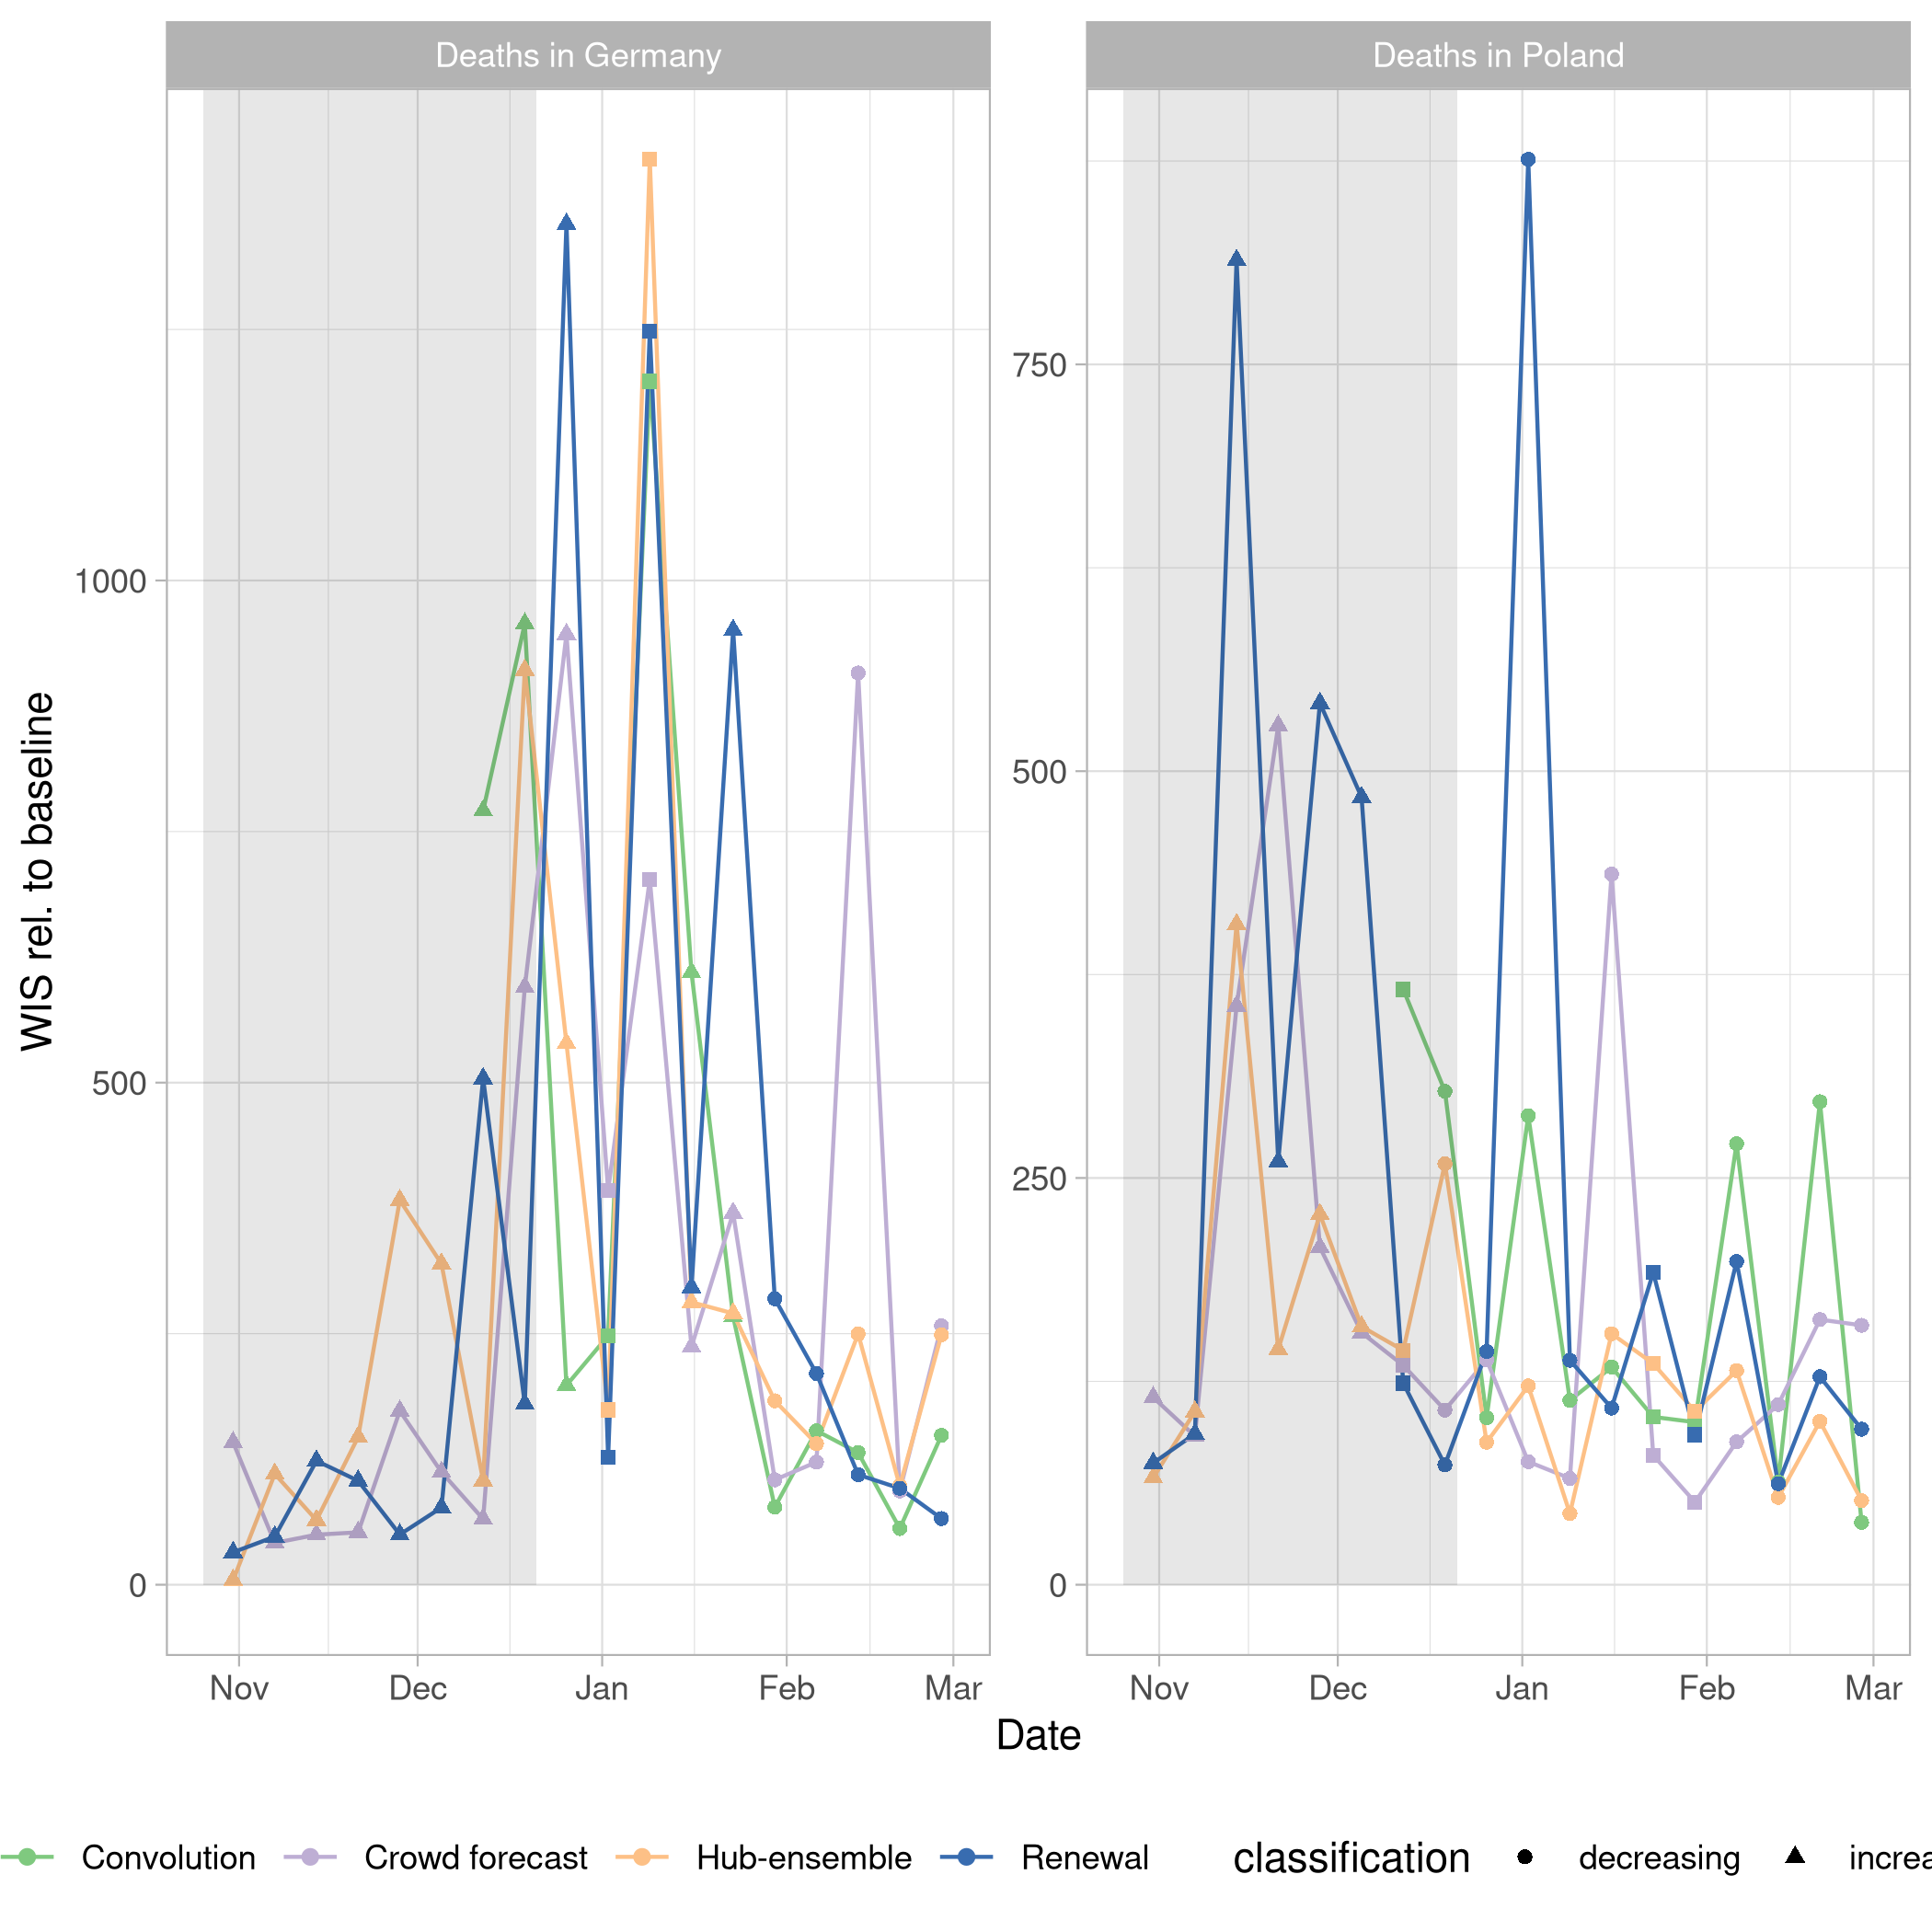 Deaths in Germany
Deaths in Poland
WIS rel. to baseline
1000
500
0
750
500
250
0
Nov Dec Jan Feb Mar
Nov Dec Jan Feb Mar
Date
Convolution Crowd forecast Hub-ensemble Renewal classification decreasing increa